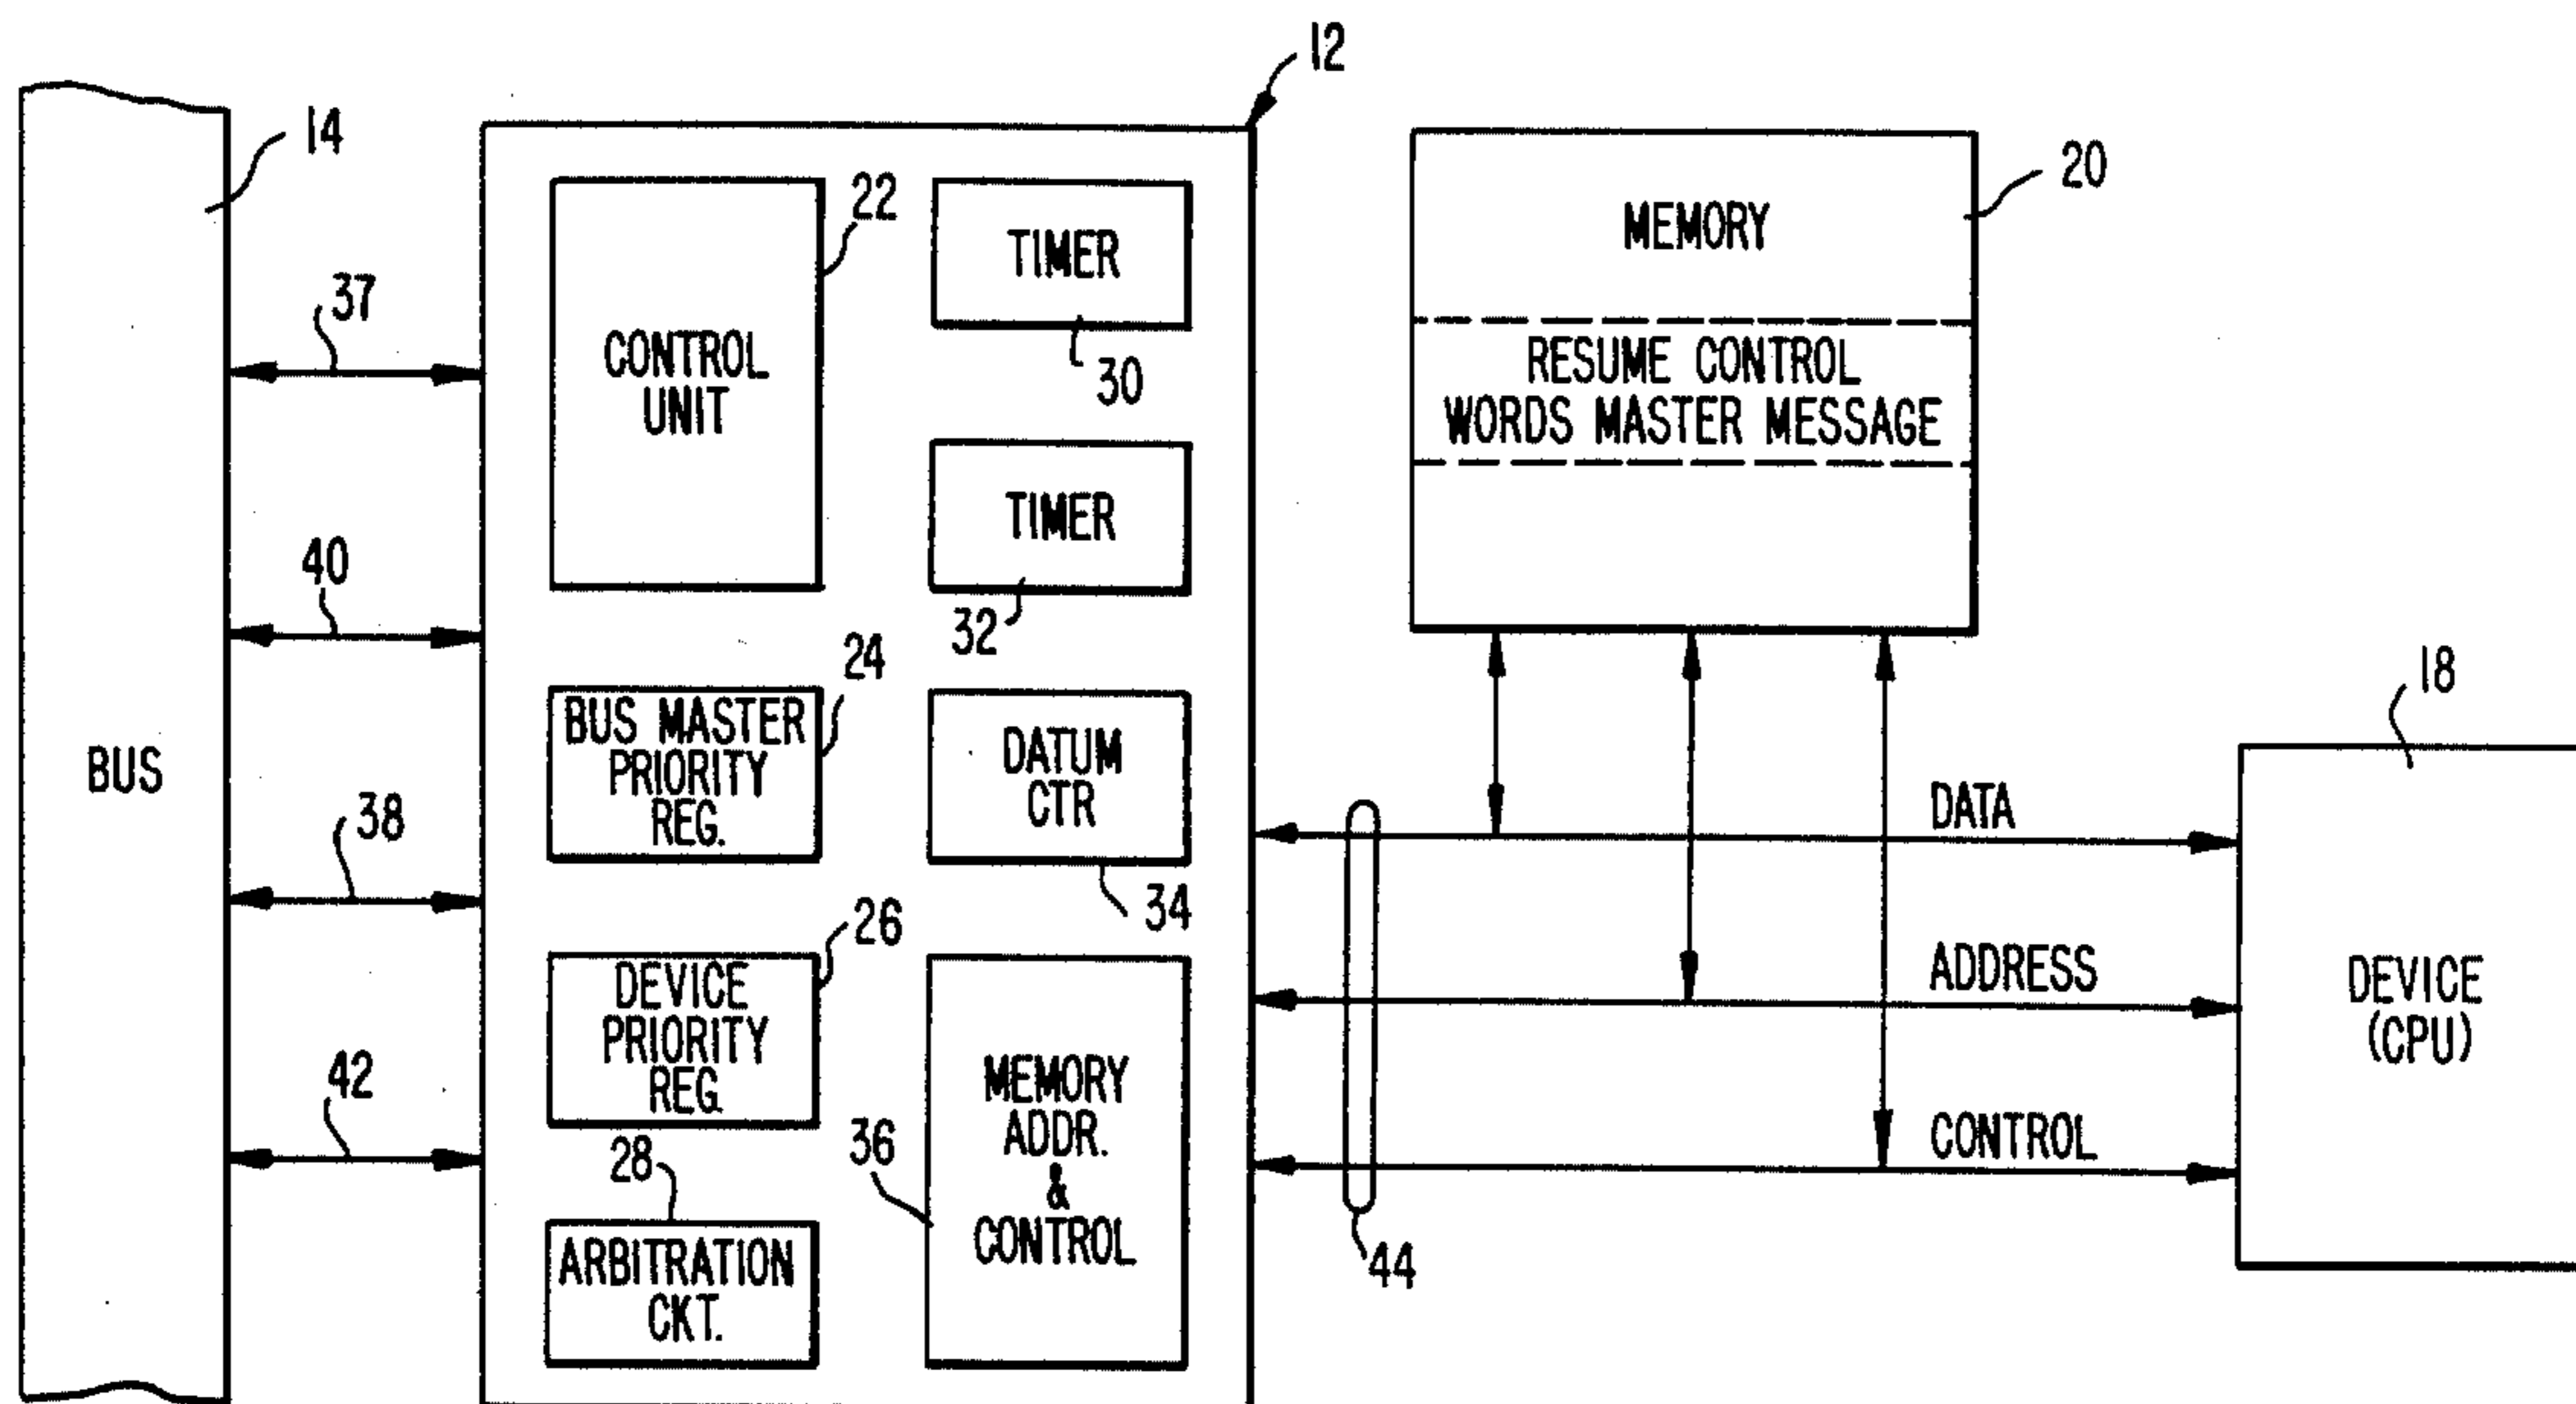 12
14
BUS
37
40
38
42
CONTROL
UNIT
22
TIMER
30
TIMER
32
BUS MASTER
PRIORITY
REG.
24
DATUM
CTR
34
DEVICE
PRIORITY
REG.
26
MEMORY
ADDR.
&
CONTROL
36
28
ARBITRATION
CKT.
MEMORY
20
RESUME CONTROL
WORDS MASTER MESSAGE
DATA
ADDRESS
CONTROL
44
18
DEVICE
(CPU)